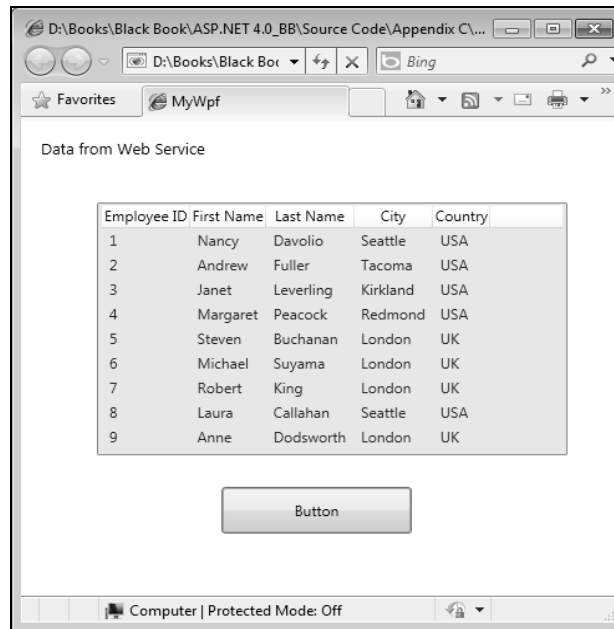 D:\Books\Black Book\ASP.NET 4.0_BB\Source Code\Appendix C\...
D:\Books\Black Boc Bing
Favorites MyWpf
Data from Web Service
Employee ID First Name Last Name City Country
1 Nancy Davolio Seattle USA
2 Andrew Fuller Tacoma USA
3 Janet Leverling Kirkland USA
4 Margaret Peacock Redmond USA
5 Steven Buchanan London UK
6 Michael Suyama London UK
7 Robert King London UK
8 Laura Callahan Seattle USA
9 Anne Dodsworth London UK
Button
Computer | Protected Mode: Off